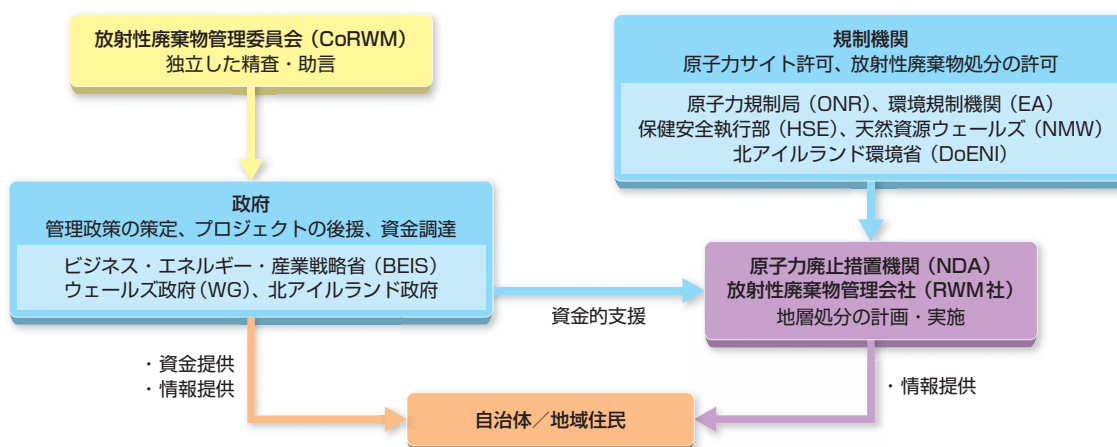 放射性廃棄物管理委員会（CoRWM）
独立した精査・助言
規制機関
原子力サイト許可、放射性廃棄物処分の許可
原子力規制局（ONR）、環境規制機関（EA）
保健安全執行部（HSE）、天然資源ウェールズ（NMW）
北アイルランド環境省（DoENI）
政府
管理政策の策定、プロジェクトの後援、資金調達
ビジネス・エネルギー・産業戦略省（BEIS）
ウェールズ政府（WG）、北アイルランド政府
資金的支援
原子力廃止措置機関（NDA）
放射性廃棄物管理会社（RWM社）
地層処分の計画・実施
・資金提供
・情報提供
・情報提供
自治体／地域住民